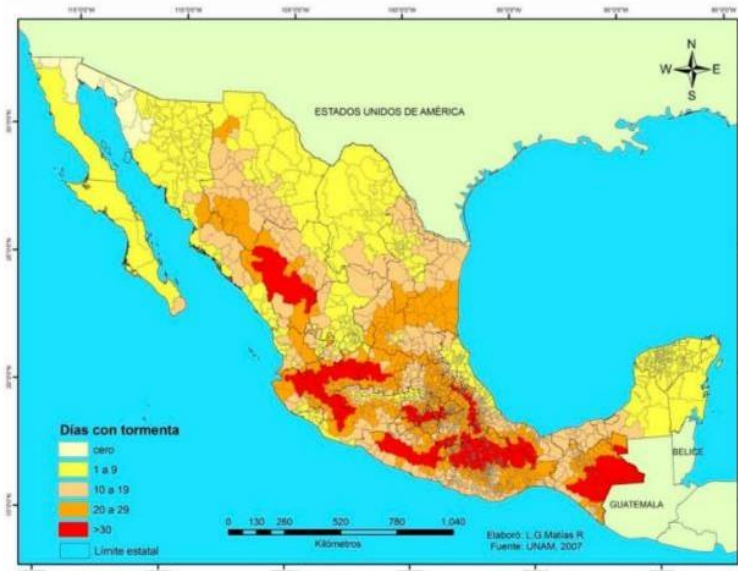 N
W E
S
ESTADOS UNIDOS DE AMÉRICA
BELICE
GUATEMALA
Días con tormenta
cero
1 a 9
10 a 19
20 a 29
>30
Límite estatal
0 130 260 520 780 1,040
Kilómetros
Elaboró: L.G.Matías R.
Fuente: UNAM, 2007